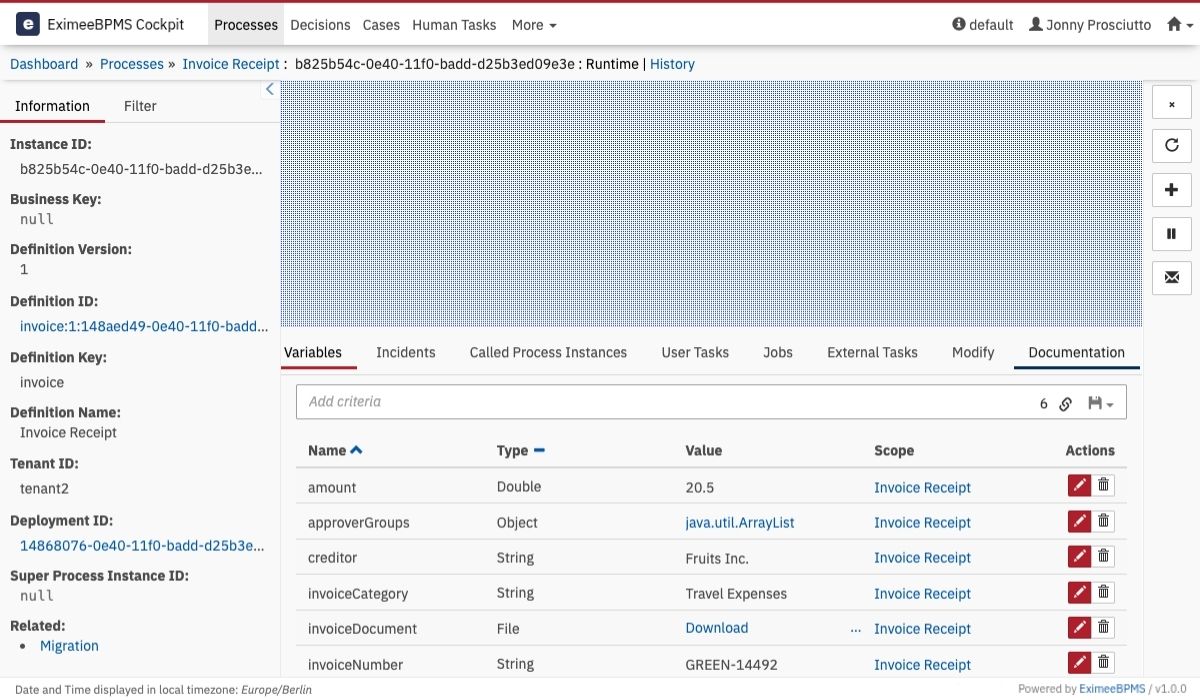 e EximeeBPMS Cockpit Processes Decisions Cases Human Tasks More default Jonny Prosciutto
Dashboard » Processes » Invoice Receipt : b825b54c-0e40-11f0-badd-d25b3ed09e3e : Runtime | History
Information Filter
Instance ID:
b825b54c-0e40-11f0-badd-d25b3e...
Business Key:
null
Definition Version:
1
Definition ID:
invoice:1:148aed49-0e40-11f0-badd...
Definition Key:
invoice
Definition Name:
Invoice Receipt
Tenant ID:
tenant2
Deployment ID:
14868076-0e40-11f0-badd-d25b3e...
Super Process Instance ID:
null
Related:
• Migration
Variables Incidents Called Process Instances User Tasks Jobs External Tasks Modify Documentation
Add criteria 6
Name Type Value Scope Actions
amount Double 20.5 Invoice Receipt
approverGroups Object java.util.ArrayList Invoice Receipt
creditor String Fruits Inc. Invoice Receipt
invoiceCategory String Travel Expenses Invoice Receipt
invoiceDocument File Download ... Invoice Receipt
invoiceNumber String GREEN-14492 Invoice Receipt
Date and Time displayed in local timezone: Europe/Berlin
Powered by EximeeBPMS / v1.0.0